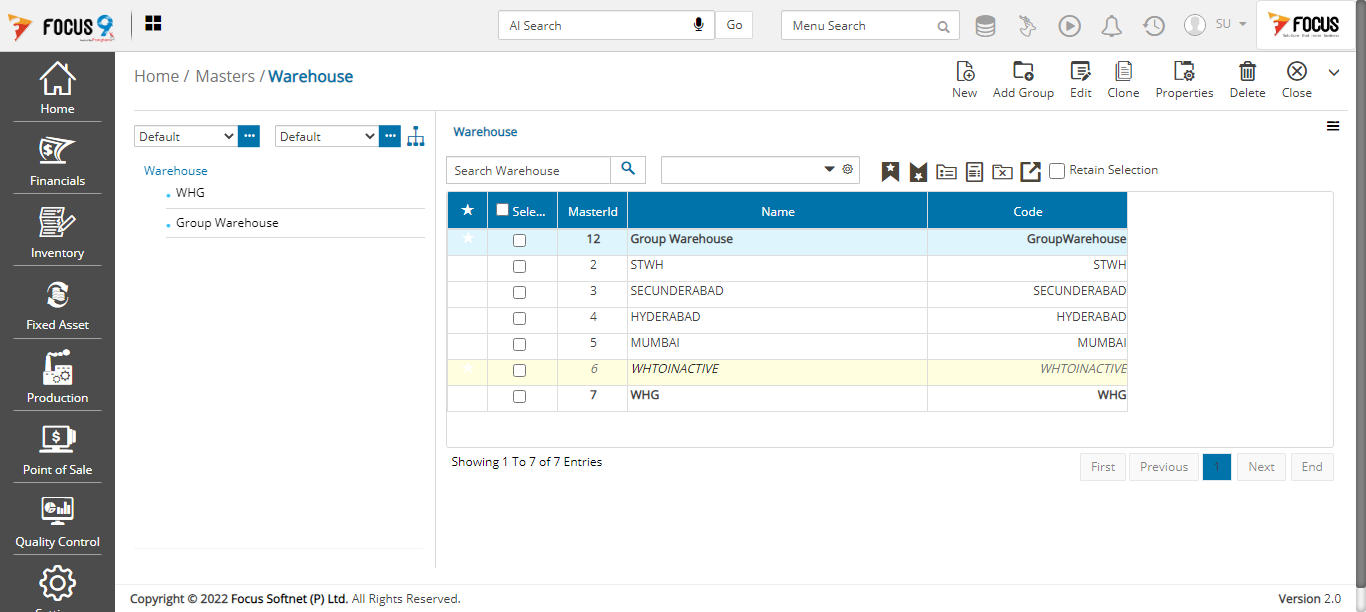 FOCUS 9
AI Search
Go
Menu Search
SU
FOCUS
Home
Financials
Inventory
Fixed Asset
Production
Point of Sale
Quality Control
Home / Masters / Warehouse
New
Add Group
Edit
Clone
Properties
Delete
Close
Default
Default
Warehouse
WHG
Group Warehouse
Warehouse
Search Warehouse
Retain Selection
★ Sele... MasterId Name Code
12 Group Warehouse GroupWarehouse
2 STWH STWH
3 SECUNDERABAD SECUNDERABAD
4 HYDERABAD HYDERABAD
5 MUMBAI MUMBAI
6 WHTOINACTIVE WHTOINACTIVE
7 WHG WHG
Showing 1 To 7 of 7 Entries
First Previous 1 Next End
Copyright © 2022 Focus Softnet (P) Ltd. All Rights Reserved.
Version 2.0